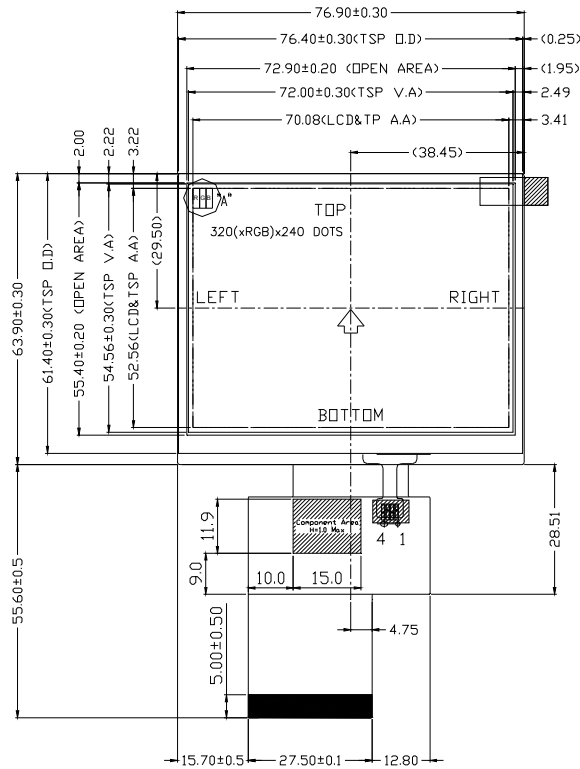 76.90±0.30
76.40±0.30(TSP O.D)
(0.25)
72.90±0.20 (OPEN AREA)
(1.95)
72.00±0.30(TSP V.A)
2.49
70.08(LCD&TP A.A)
3.41
2.00
2.22
3.22
(38.45)
RGB
"A"
TOP
320(xRGB)x240 DOTS
(29.50)
LEFT
RIGHT
63.90±0.30
61.40±0.30(TSP O.D)
55.40±0.20 (OPEN AREA)
54.56±0.30(TSP V.A)
52.56(LCD&TSP A.A)
BOTTOM
11.9
Component Area
H=1.0 Max
4 1
28.51
9.0
10.0
15.0
55.60±0.5
4.75
5.00±0.50
15.70±0.5
27.50±0.1
12.80